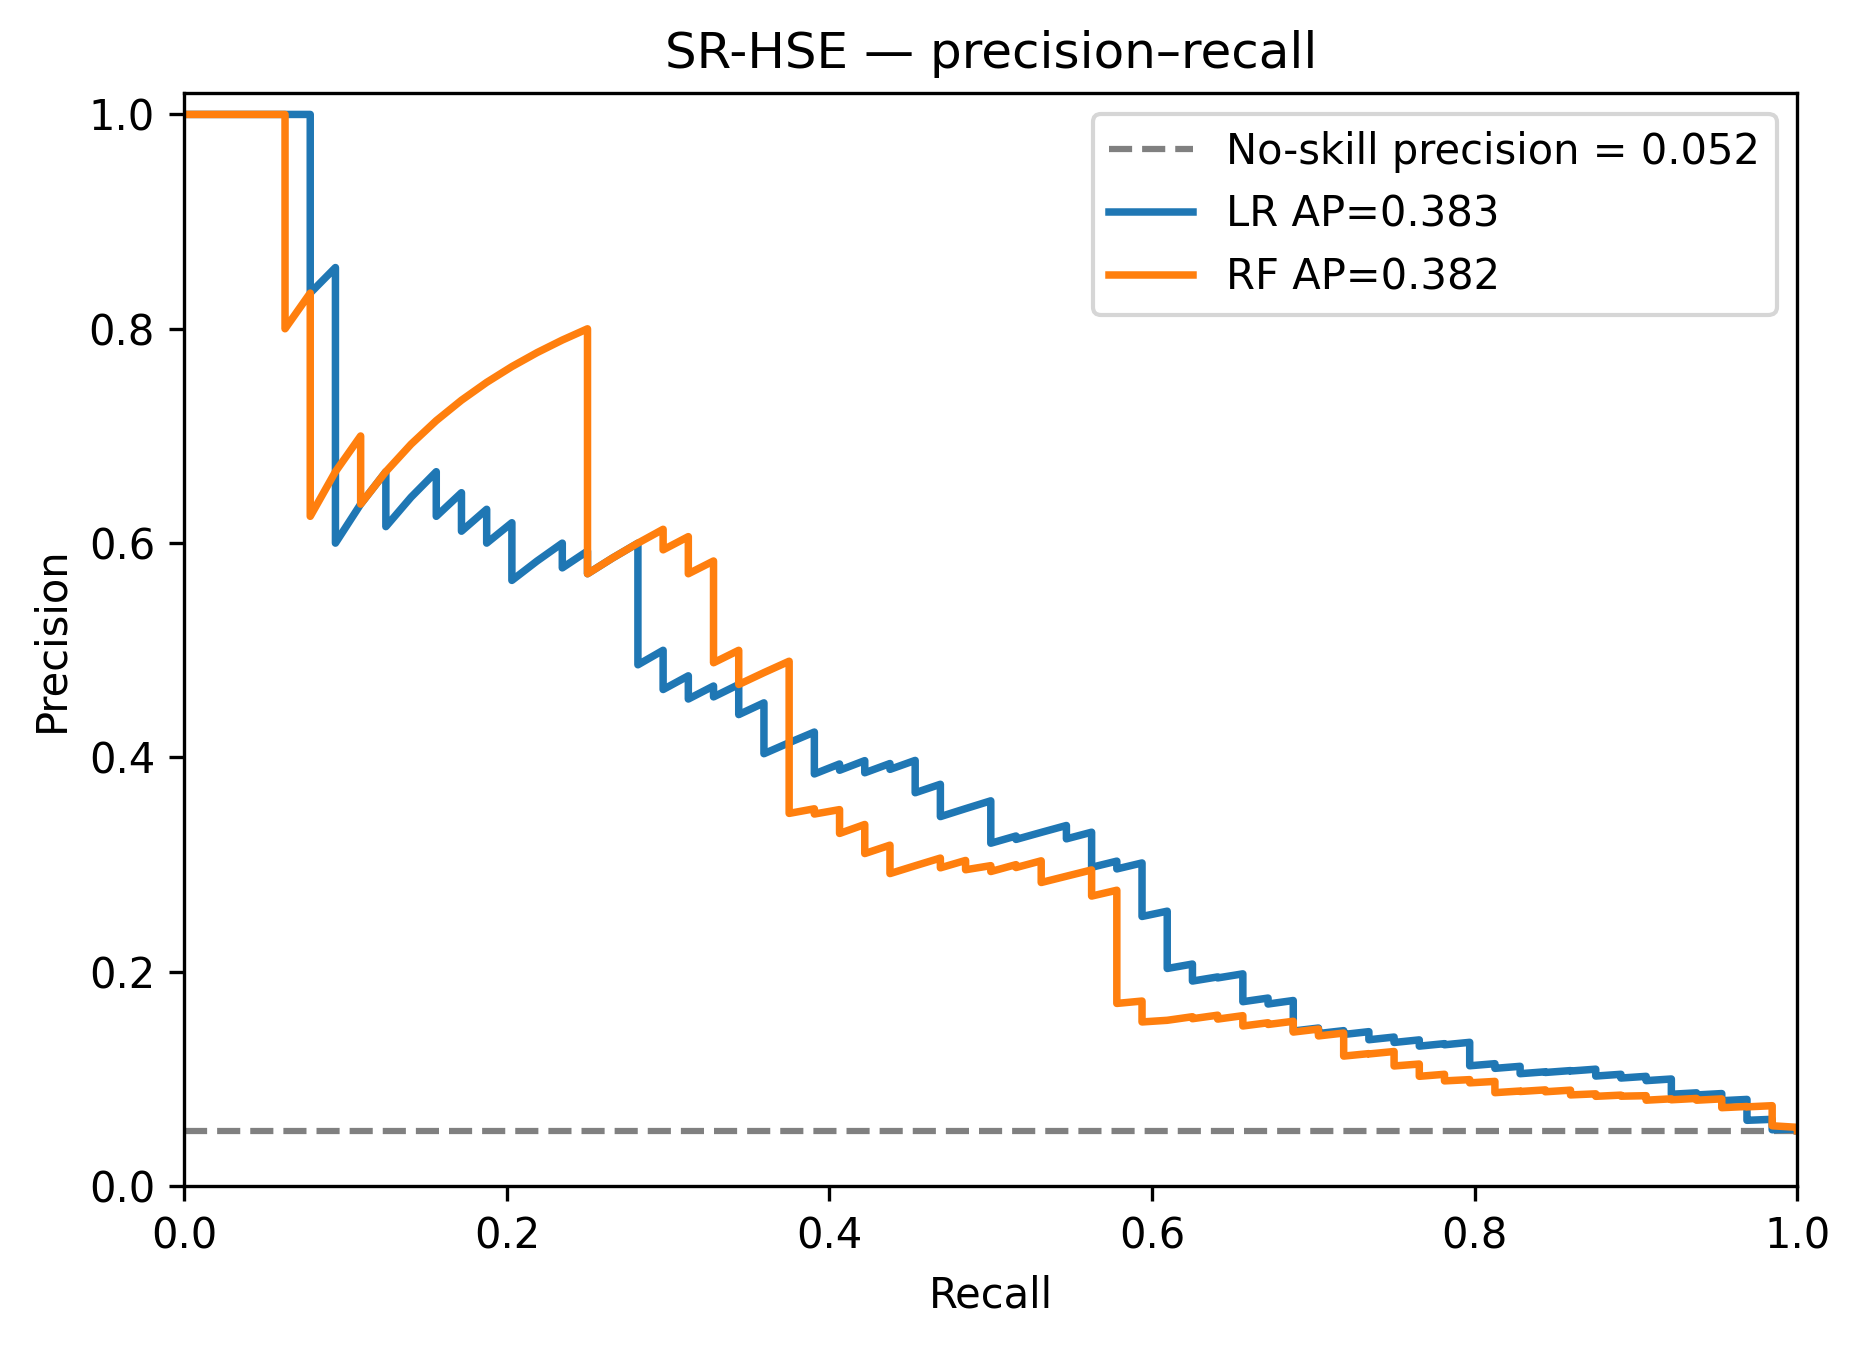 SR-HSE — precision–recall
No-skill precision = 0.052
LR AP=0.383
RF AP=0.382
1.0
0.8
0.6
0.4
0.2
0.0
Precision
0.0 0.2 0.4 0.6 0.8 1.0
Recall